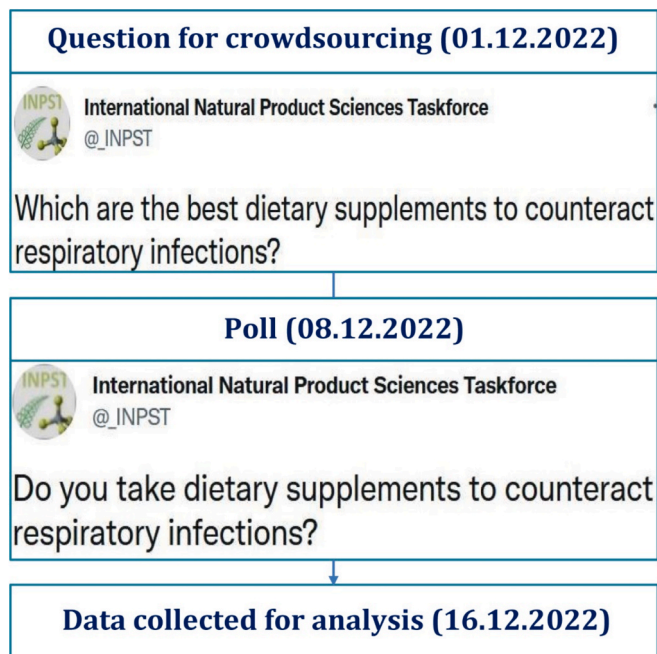 Question for crowdsourcing (01.12.2022)
INPST
International Natural Product Sciences Taskforce
@_INPST
Which are the best dietary supplements to counteract
respiratory infections?
Poll (08.12.2022)
INPST
International Natural Product Sciences Taskforce
@_INPST
Do you take dietary supplements to counteract
respiratory infections?
Data collected for analysis (16.12.2022)